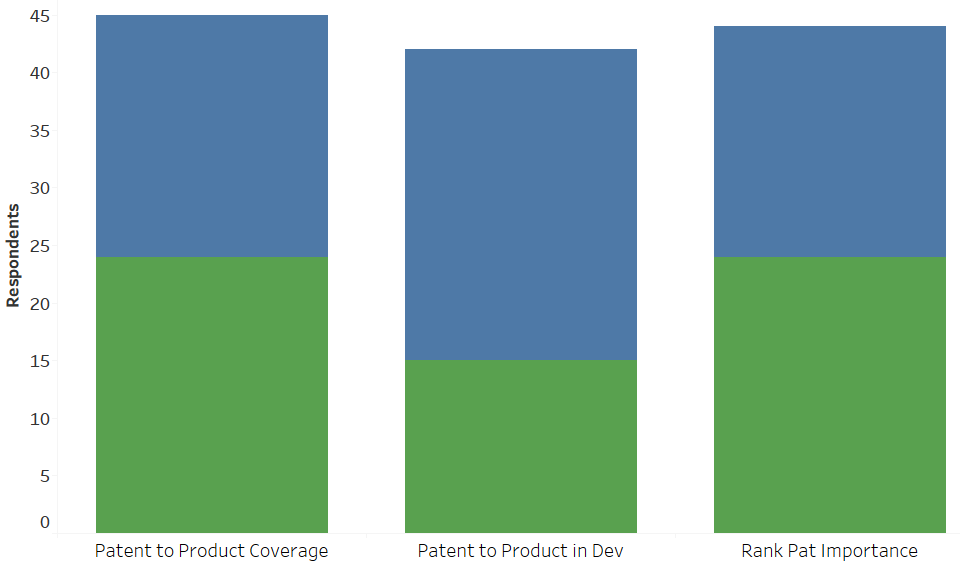 45
40
35
30
25
20
15
10
5
0
Respondents
Patent to Product Coverage
Patent to Product in Dev
Rank Pat Importance